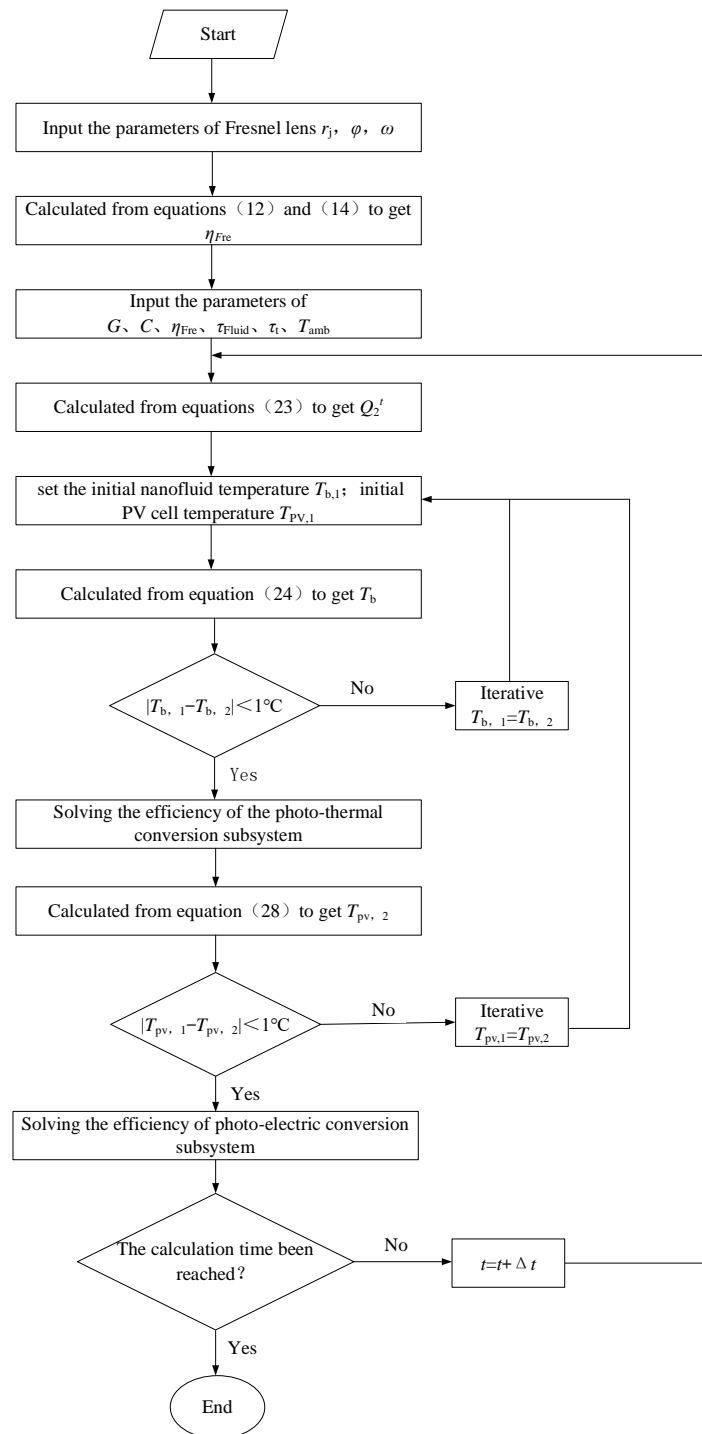 Start
Input the parameters of Fresnel lens rj，φ，ω
Calculated from equations（12）and（14）to get
ηFre
Input the parameters of
G、C、ηFre、τFluid、τt、Tamb
Calculated from equations（23）to get Q2t
set the initial nanofluid temperature Tb,1；initial
PV cell temperature TPV,1
Calculated from equation（24）to get Tb
|Tb，1−Tb，2|＜1℃
No
Iterative
Tb，1=Tb，2
Yes
Solving the efficiency of the photo-thermal
conversion subsystem
Calculated from equation（28）to get Tpv，2
|Tpv，1−Tpv，2|＜1℃
No
Iterative
Tpv,1=Tpv,2
Yes
Solving the efficiency of photo-electric conversion
subsystem
The calculation time been
reached？
No
t=t+Δt
Yes
End